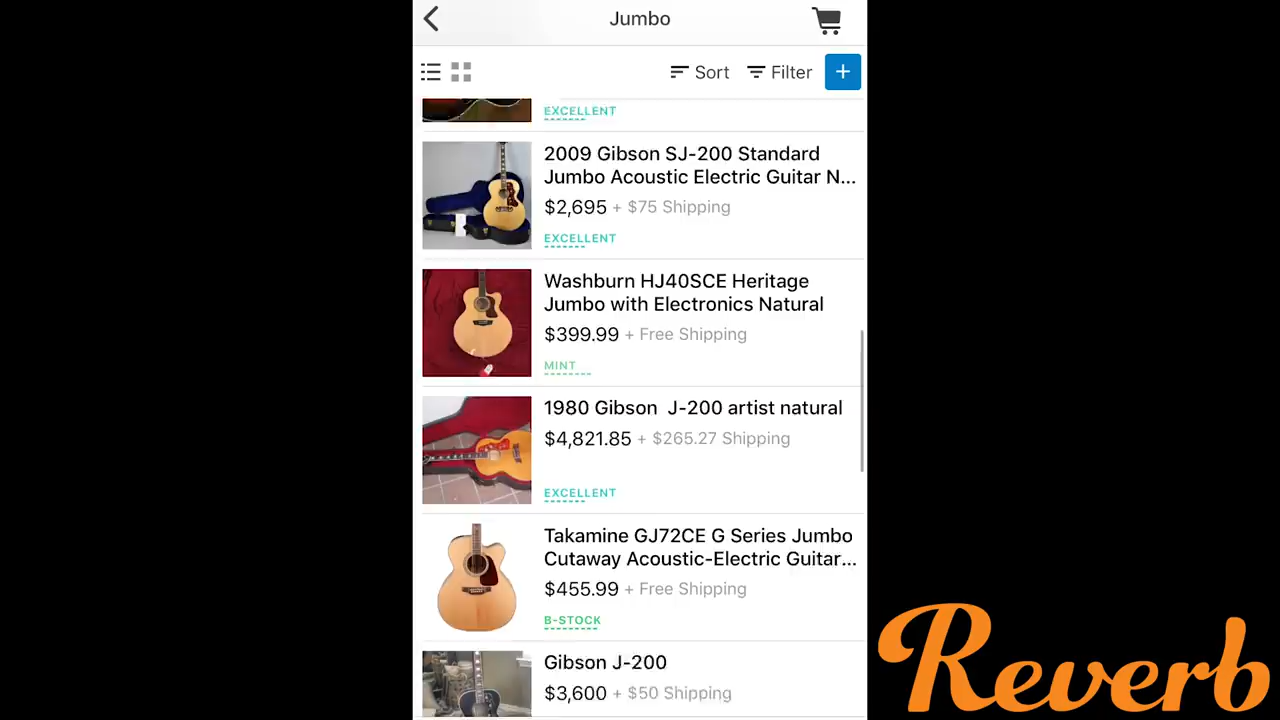 Jumbo
Sort
Filter
EXCELLENT
2009 Gibson SJ-200 Standard
Jumbo Acoustic Electric Guitar N...
$2,695 + $75 Shipping
EXCELLENT
Washburn HJ40SCE Heritage
Jumbo with Electronics Natural
$399.99 + Free Shipping
MINT
1980 Gibson  J-200 artist natural
$4,821.85 + $265.27 Shipping
EXCELLENT
Takamine GJ72CE G Series Jumbo
Cutaway Acoustic-Electric Guitar...
$455.99 + Free Shipping
B-STOCK
Gibson J-200
$3,600 + $50 Shipping
Reverb